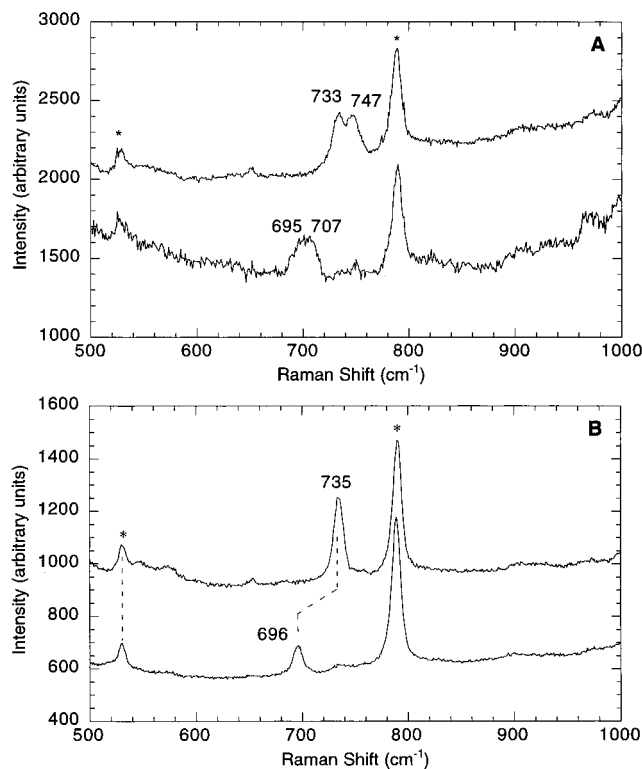 3000
A
*
2500
733 747
*
2000
695 707
1500
1000
500 600 700 800 900 1000
Intensity (arbitrary units)
Raman Shift (cm⁻¹)
1600
B
*
1400
735
1200
*
1000
800
696
600
400
500 600 700 800 900 1000
Intensity (arbitrary units)
Raman Shift (cm⁻¹)